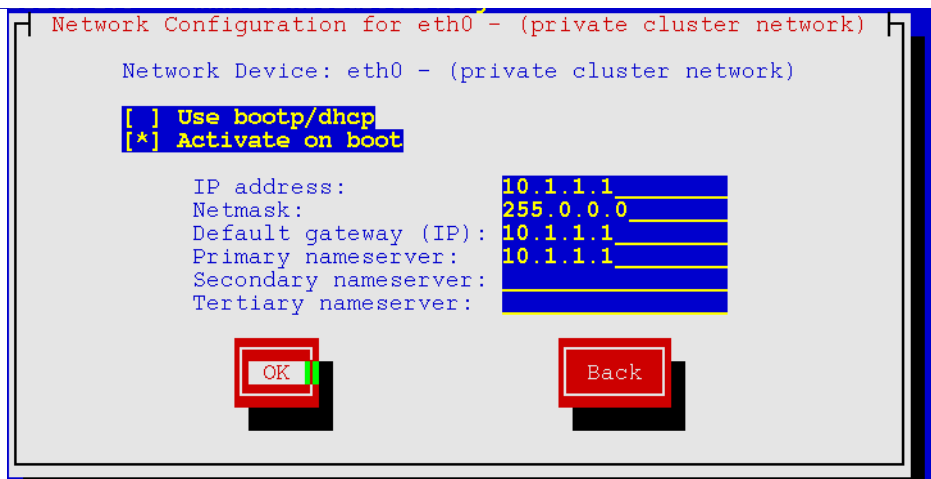 Network Configuration for eth0 - (private cluster network)
Network Device: eth0 - (private cluster network)
[ ] Use bootp/dhcp
[*] Activate on boot
IP address: 10.1.1.1
Netmask: 255.0.0.0
Default gateway (IP): 10.1.1.1
Primary nameserver: 10.1.1.1
Secondary nameserver:
Tertiary nameserver:
OK Back